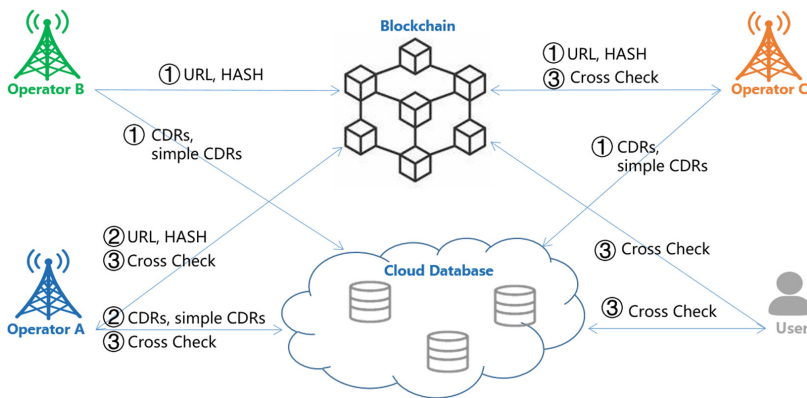 Blockchain
Operator B
① URL, HASH
① URL, HASH
③ Cross Check
Operator C
① CDRs,
simple CDRs
① CDRs,
simple CDRs
② URL, HASH
③ Cross Check
③ Cross Check
Cloud Database
Operator A
② CDRs, simple CDRs
③ Cross Check
③ Cross Check
User